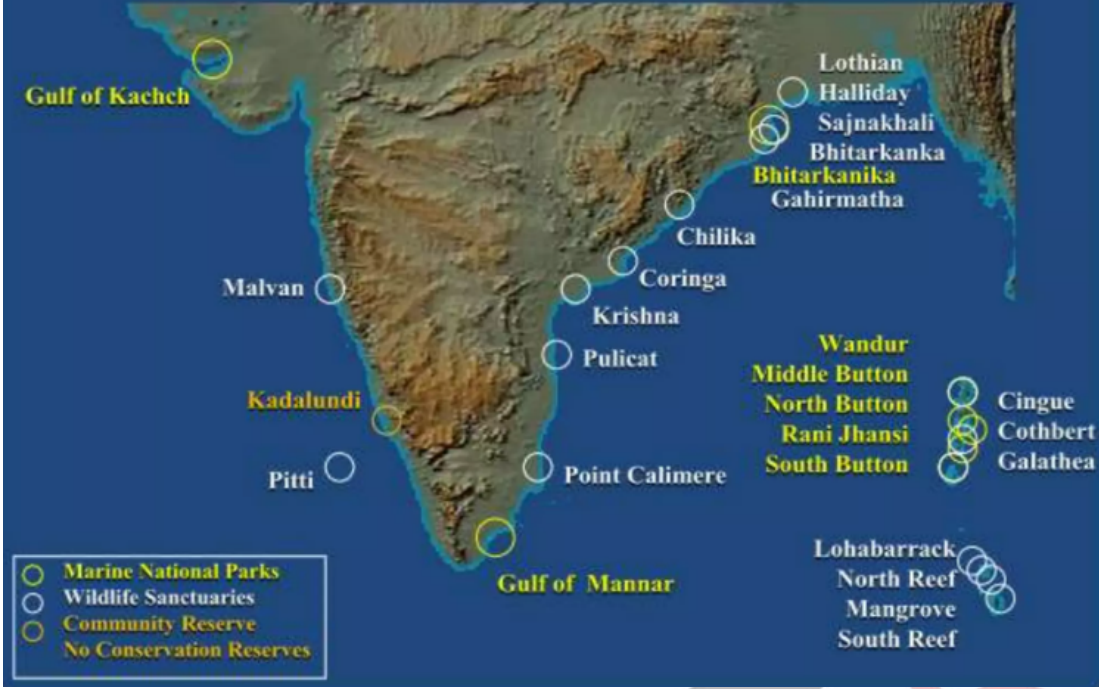 Gulf of Kachch
Lothian
Halliday
Sajnakhali
Bhitarkanka
Bhitarkanika
Gahirmatha
Chilika
Coringa
Krishna
Pulicat
Malvan
Kadalundi
Pitti
Point Calimere
Gulf of Mannar
Wandur
Middle Button
North Button
Rani Jhansi
South Button
Cingue
Cothbert
Galathea
Lohabarrack
North Reef
Mangrove
South Reef
Marine National Parks
Wildlife Sanctuaries
Community Reserve
No Conservation Reserves